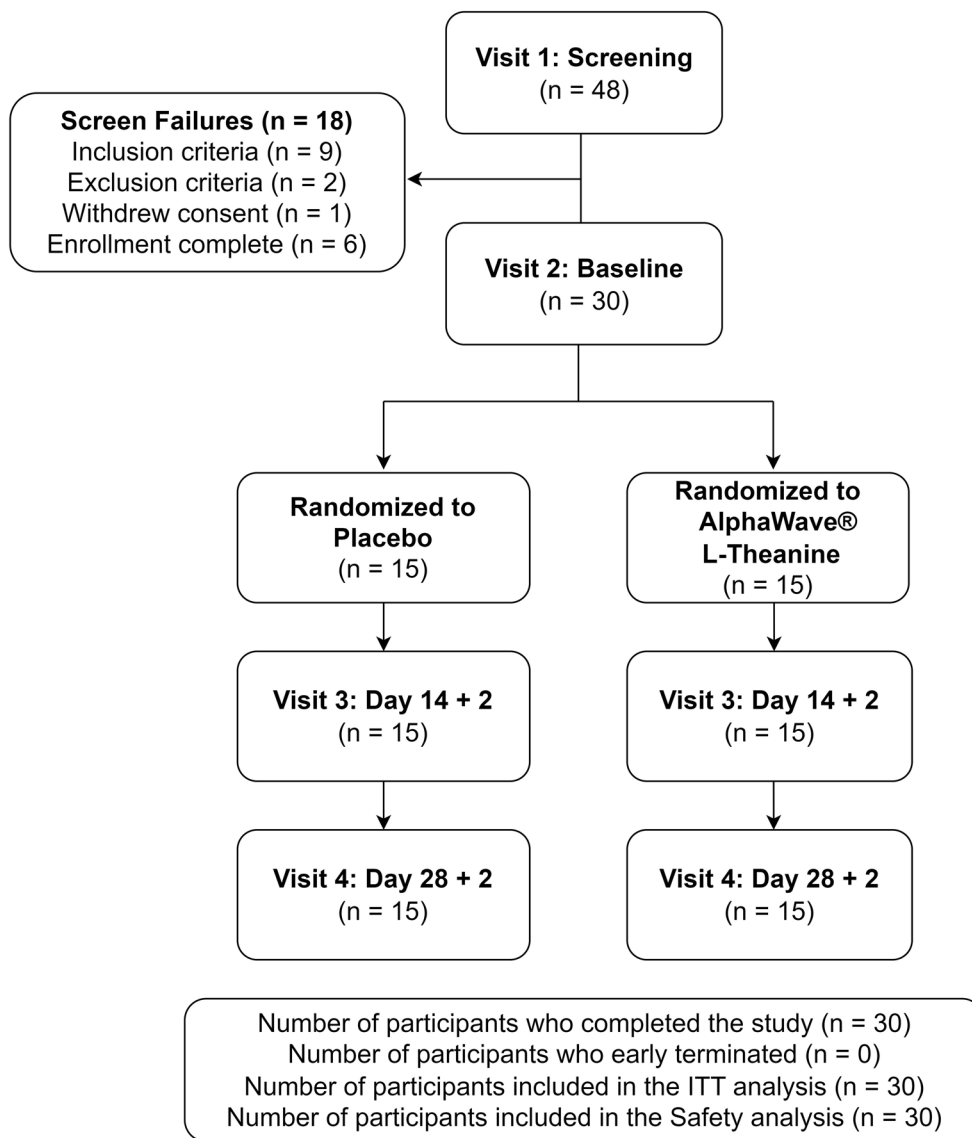 Visit 1: Screening
(n = 48)
Screen Failures (n = 18)
Inclusion criteria (n = 9)
Exclusion criteria (n = 2)
Withdrew consent (n = 1)
Enrollment complete (n = 6)
Visit 2: Baseline
(n = 30)
Randomized to
Placebo
(n = 15)
Randomized to
AlphaWave®
L-Theanine
(n = 15)
Visit 3: Day 14 + 2
(n = 15)
Visit 3: Day 14 + 2
(n = 15)
Visit 4: Day 28 + 2
(n = 15)
Visit 4: Day 28 + 2
(n = 15)
Number of participants who completed the study (n = 30)
Number of participants who early terminated (n = 0)
Number of participants included in the ITT analysis (n = 30)
Number of participants included in the Safety analysis (n = 30)